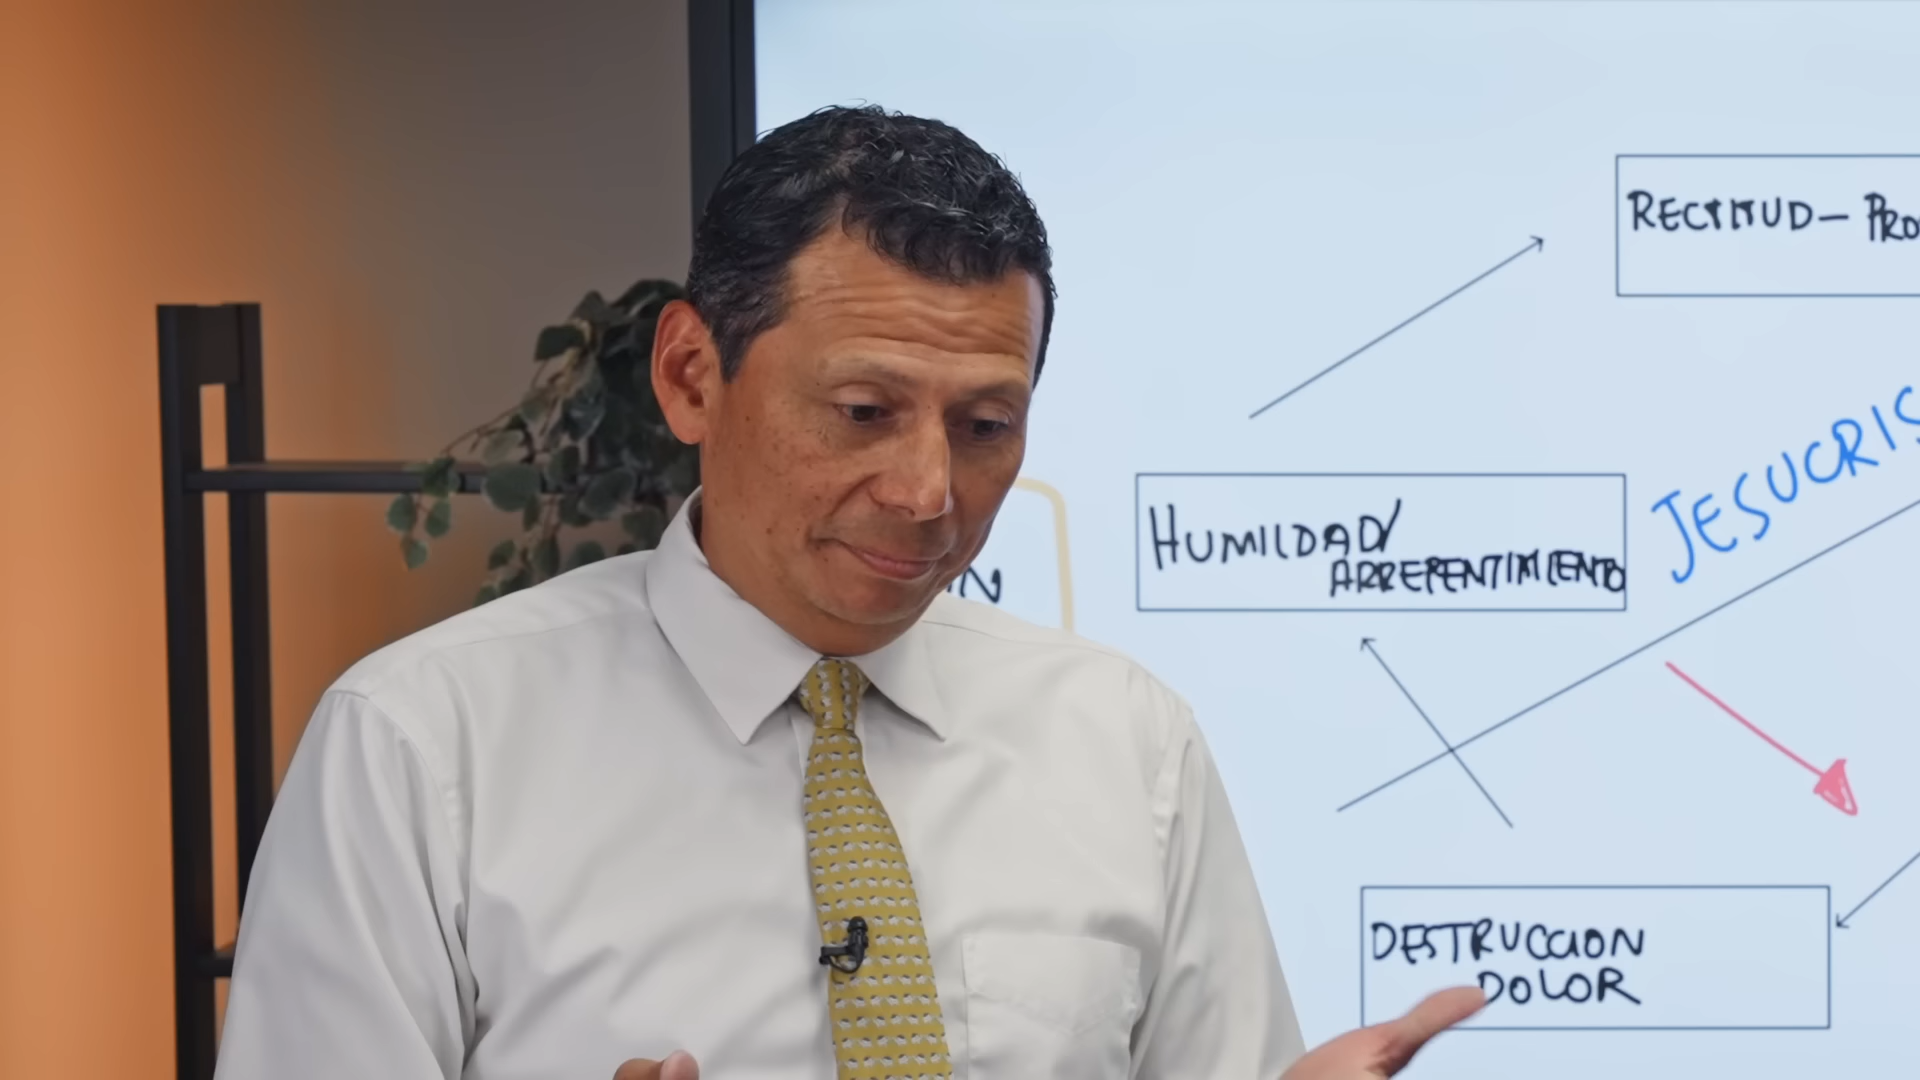 RECTITUD - PRO
JESUCRIS
HUMILDAD/
ARREPENTIMIENTO
DESTRUCCION
DOLOR